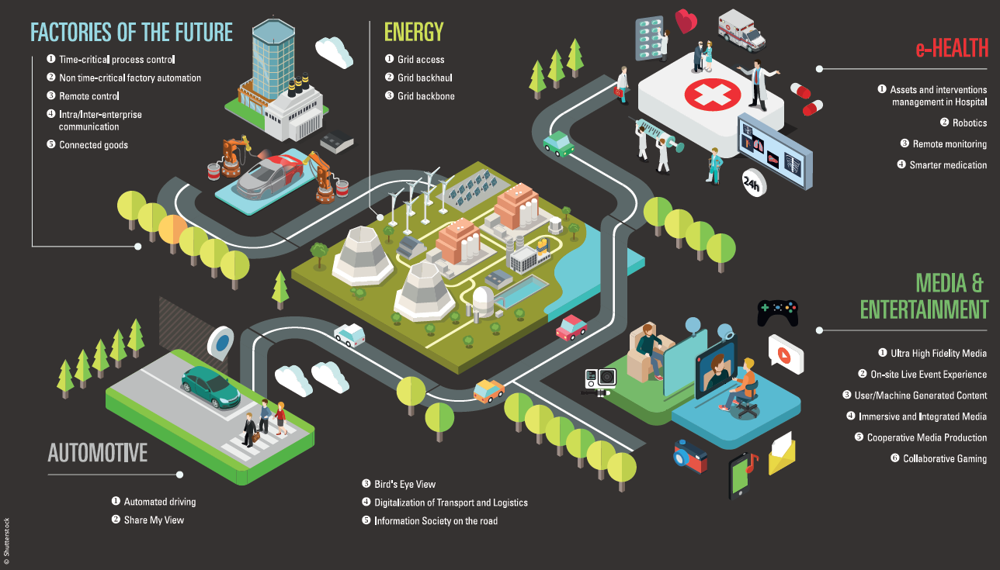 FACTORIES OF THE FUTURE
❶ Time-critical process control
❷ Non time-critical factory automation
❸ Remote control
❹ Intra/Inter-enterprise
communication
❺ Connected goods
ENERGY
❶ Grid access
❷ Grid backhaul
❸ Grid backbone
e-HEALTH
❶ Assets and interventions
management in Hospital
❷ Robotics
❸ Remote monitoring
❹ Smarter medication
24h
MEDIA &
ENTERTAINMENT
❶ Ultra High Fidelity Media
❷ On-site Live Event Experience
❸ User/Machine Generated Content
❹ Immersive and Integrated Media
❺ Cooperative Media Production
❻ Collaborative Gaming
AUTOMOTIVE
❶ Automated driving
❷ Share My View
❸ Bird's Eye View
❹ Digitalization of Transport and Logistics
❺ Information Society on the road
© Shutterstock